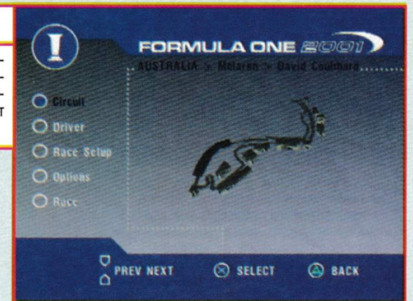 FORMULA ONE 2001
AUSTRALIA > Mclaren > David Coulthard
Circuit
Driver
Race Setup
Options
Race
PREV NEXT
SELECT
BACK
T